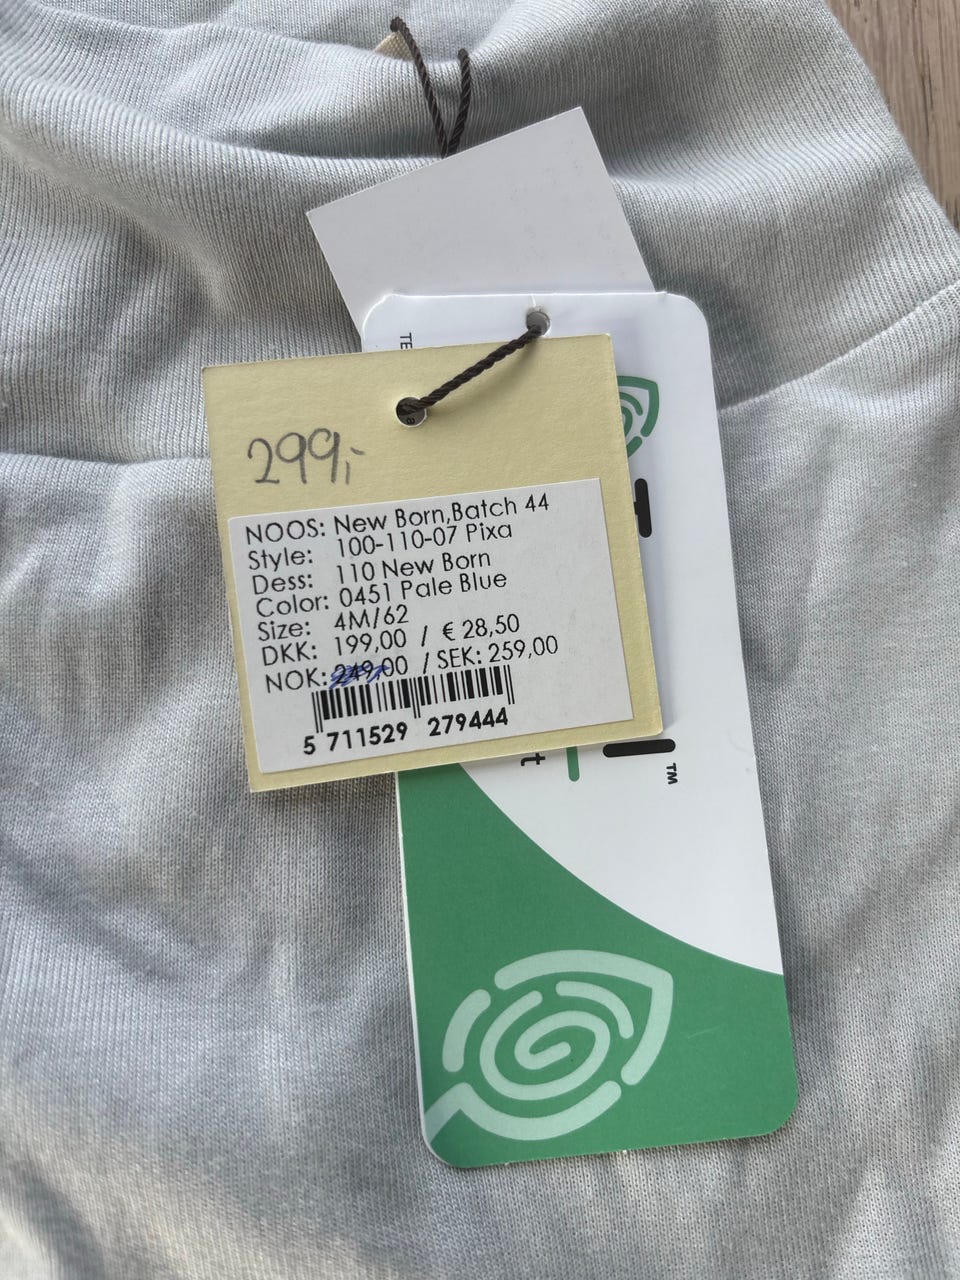 299,-
NOOS: New Born,Batch 44
Style: 100-110-07 Pixa
Dess: 110 New Born
Color: 0451 Pale Blue
Size: 4M/62
DKK: 199,00 / € 28,50
NOK: 249,00 / SEK: 259,00
5 711529 279444
TE
a
t
TM